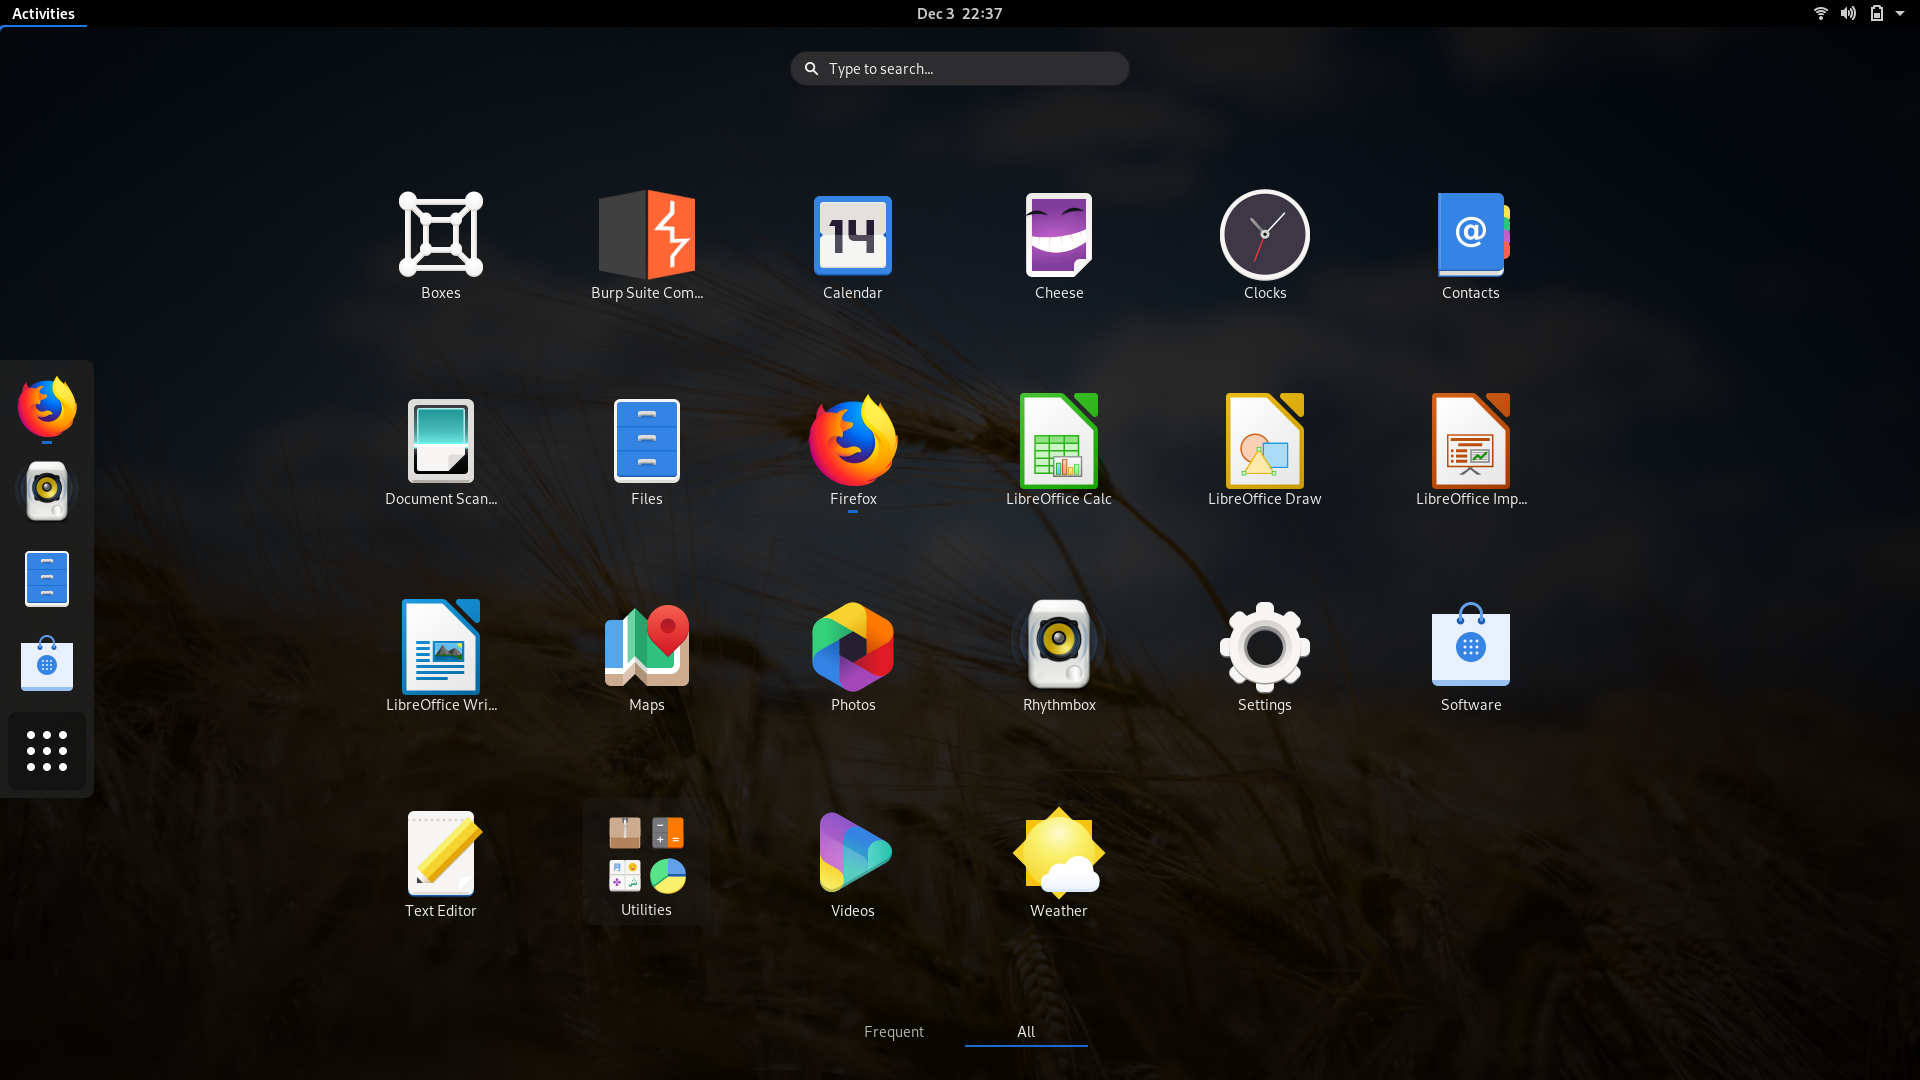 Activities
Dec 3 22:37
Type to search...
14
@
Boxes
Burp Suite Com...
Calendar
Cheese
Clocks
Contacts
Document Scan...
Files
Firefox
LibreOffice Calc
LibreOffice Draw
LibreOffice Imp...
LibreOffice Wri...
Maps
Photos
Rhythmbox
Settings
Software
Text Editor
Utilities
Videos
Weather
Frequent
All